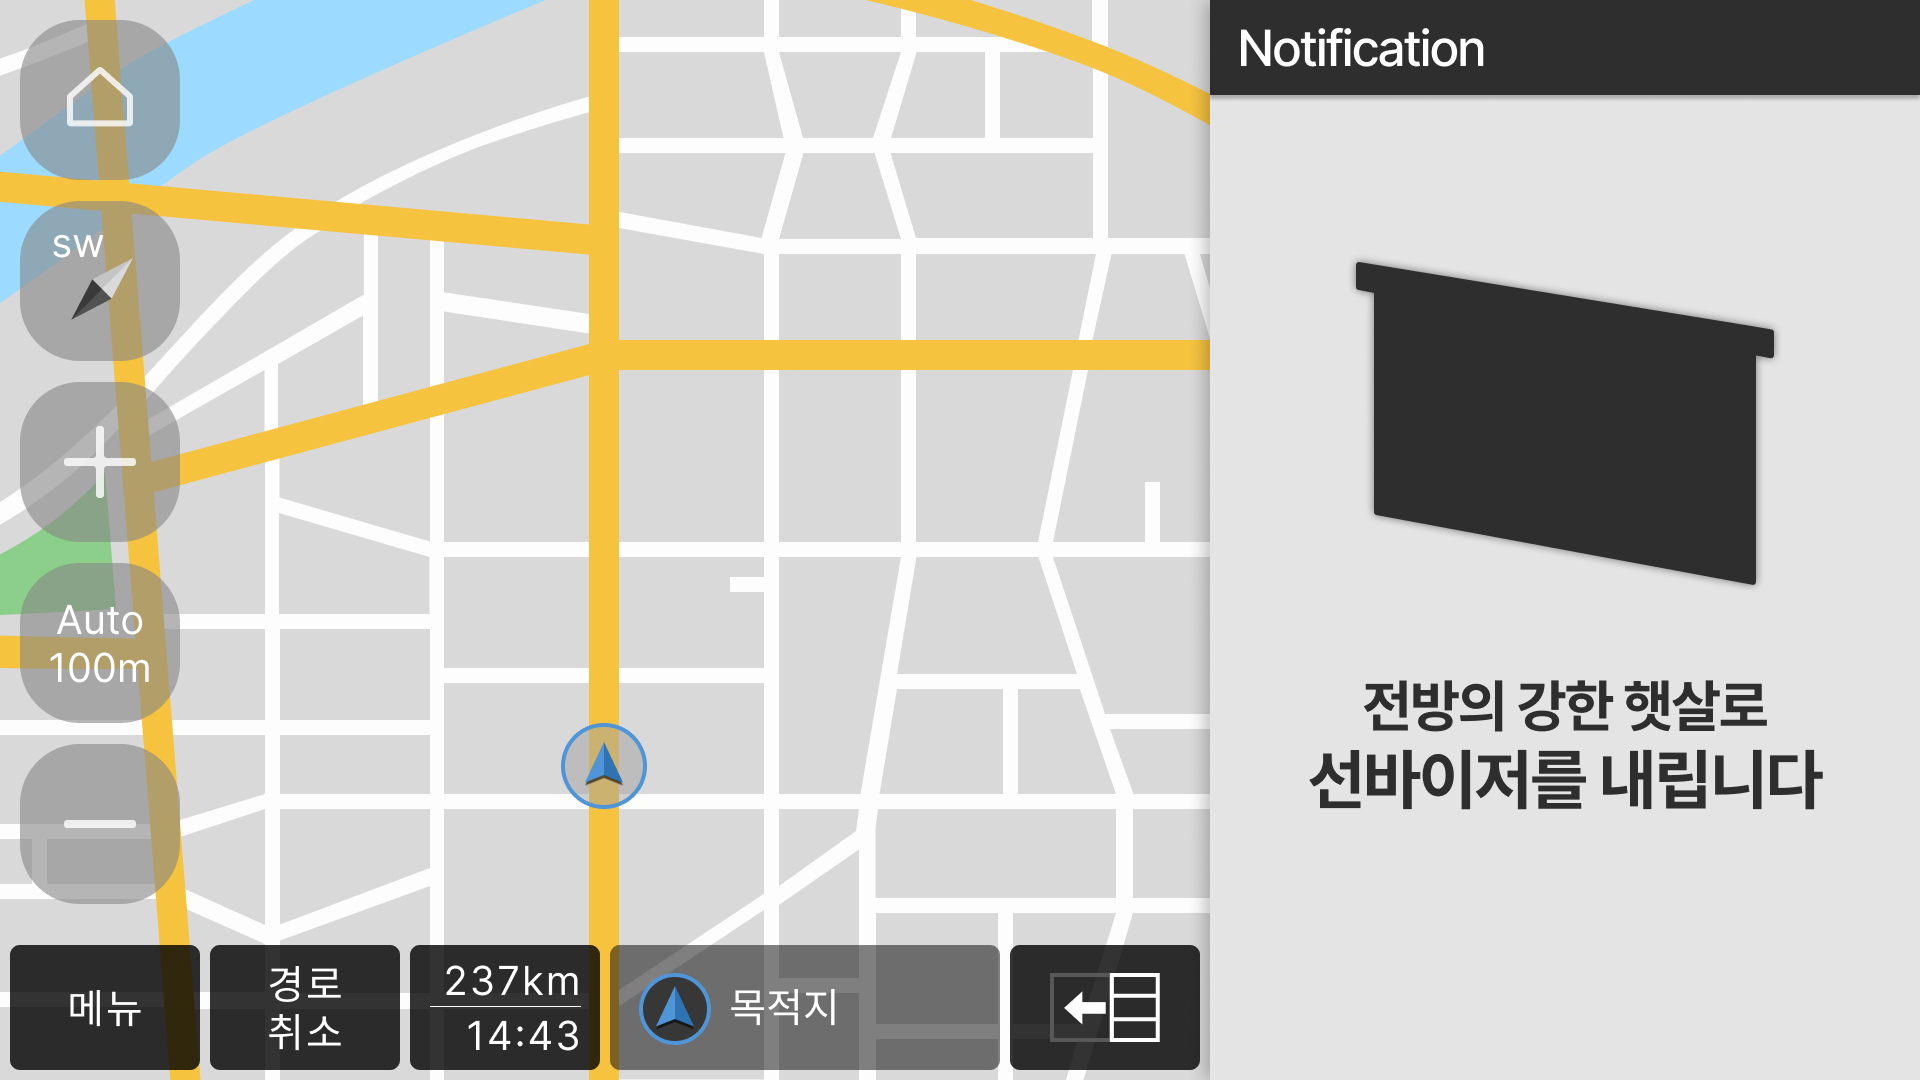 SW
Auto
100m
메뉴
경로
취소
237km
14:43
목적지
Notification
전방의 강한 햇살로
선바이저를 내립니다